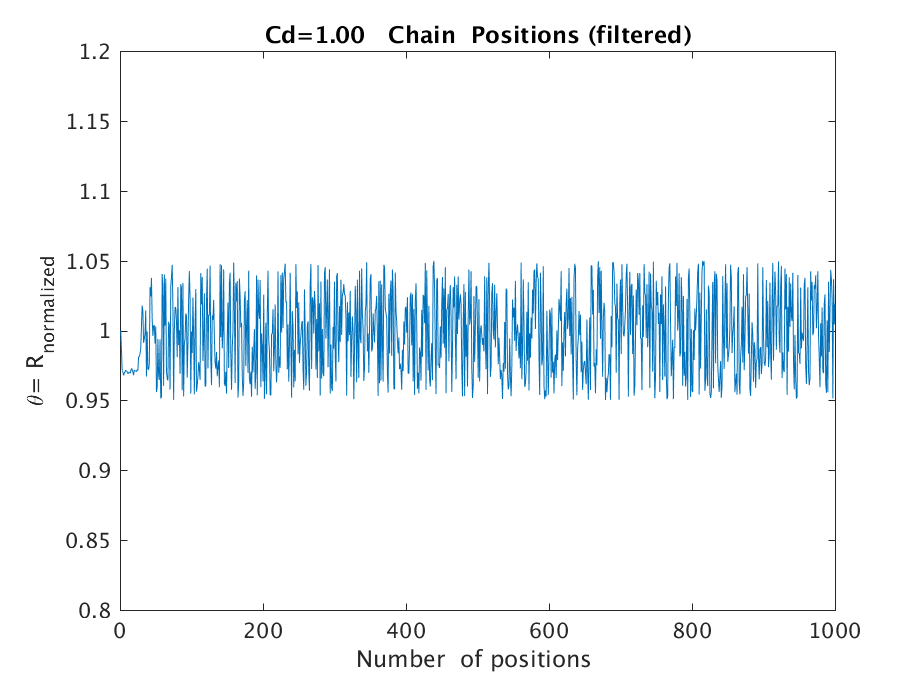 Cd=1.00   Chain  Positions (filtered)
1.2
1.15
1.1
1.05
1
0.95
0.9
0.85
0.8
θ= R_normalized
0 200 400 600 800 1000
Number  of positions